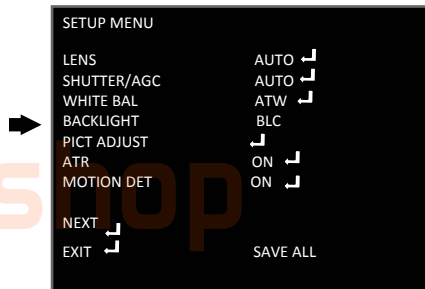 SETUP MENU
LENS AUTO ↵
SHUTTER/AGC AUTO ↵
WHITE BAL ATW ↵
BACKLIGHT BLC
PICT ADJUST ↵
ATR ON ↵
MOTION DET ON ↵
NEXT ↵
EXIT ↵ SAVE ALL
shop